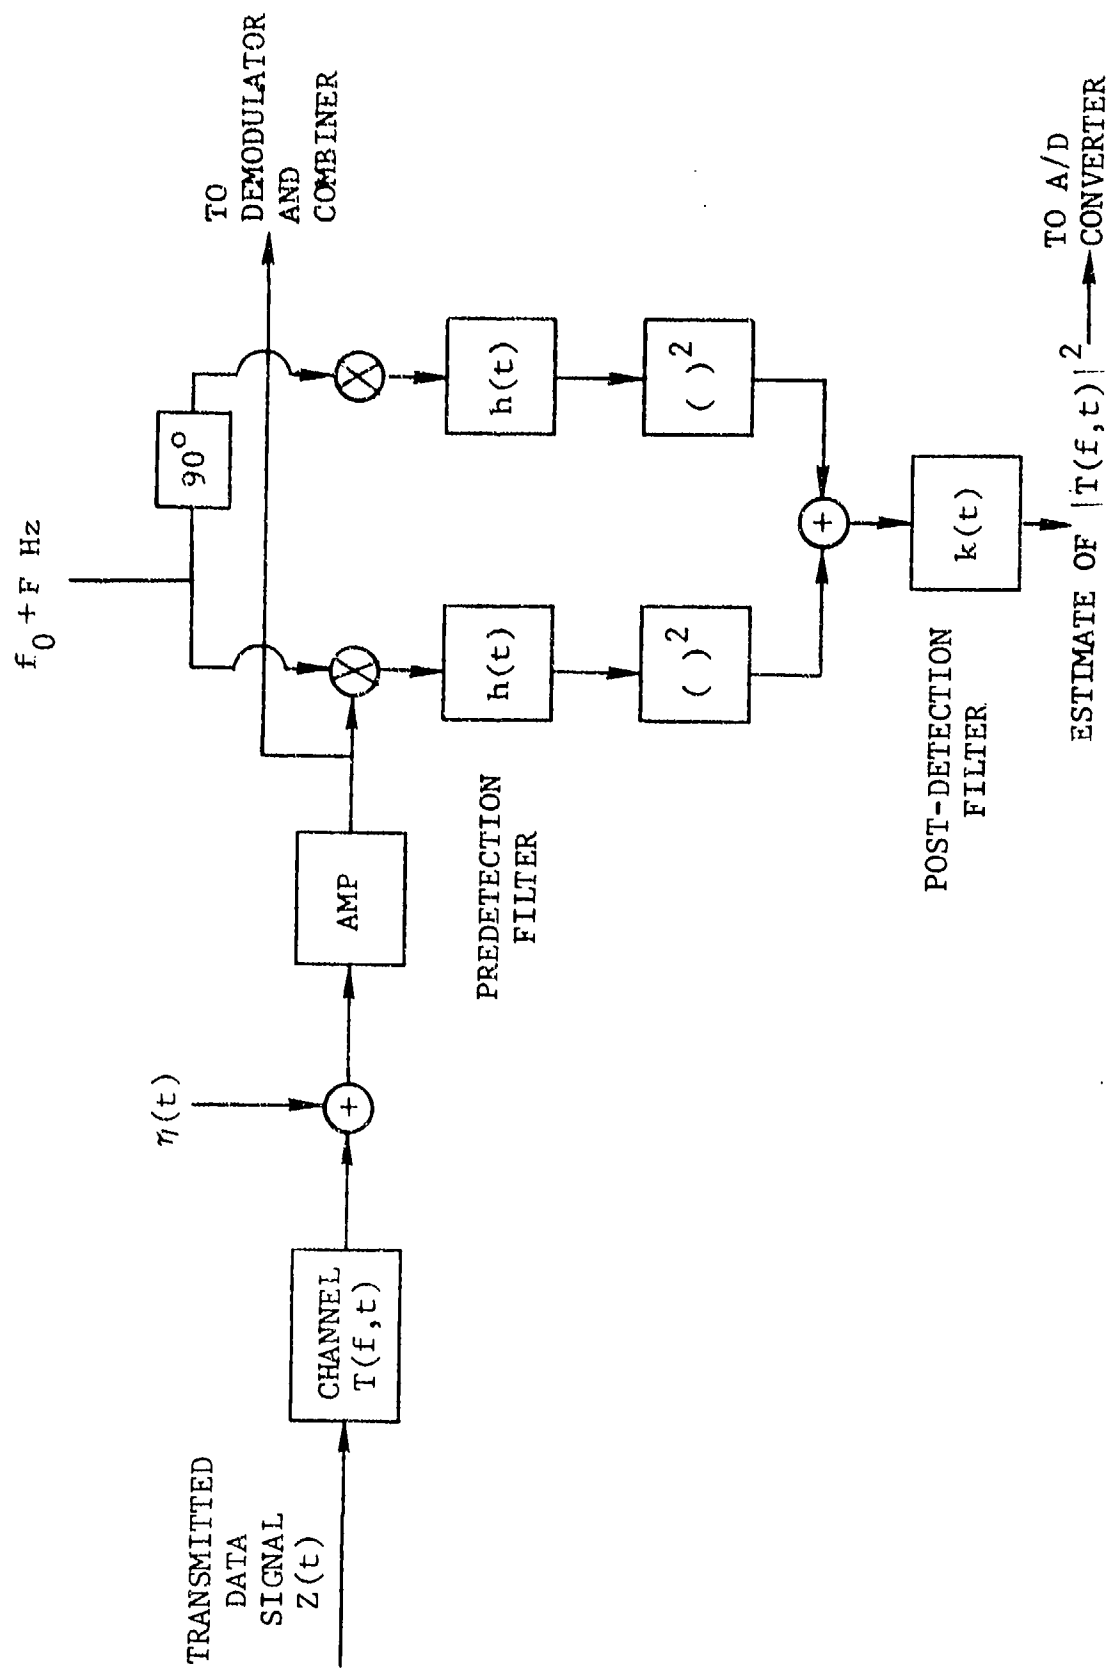 TRANSMITTED
DATA
SIGNAL
Z(t)
CHANNEL
T(f,t)
η(t)
+
AMP
f₀ + F Hz
90°
TO
DEMODULATOR
AND
COMBINER
PREDETECTION
FILTER
h(t)
h(t)
( )²
( )²
+
POST-DETECTION
FILTER
k(t)
ESTIMATE OF |T(f,t)|²
TO A/D
CONVERTER